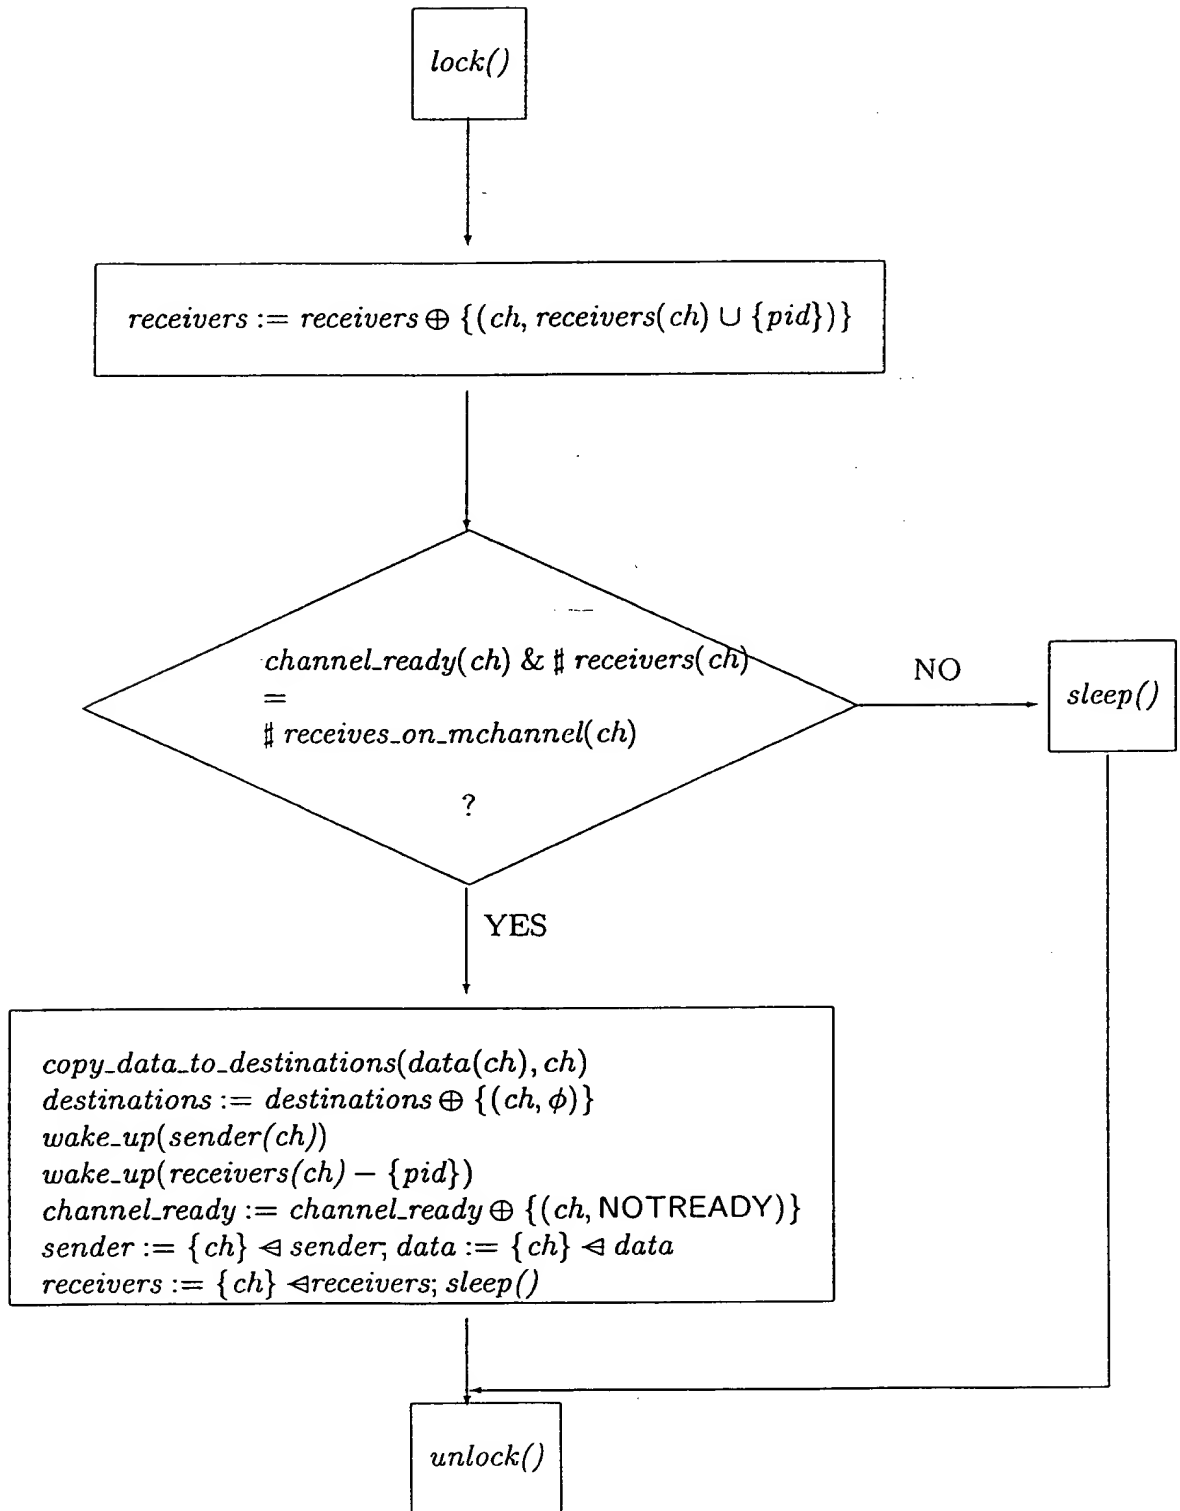 lock()
receivers := receivers ⊕ {(ch, receivers(ch) ∪ {pid})}
channel_ready(ch) & ♯ receivers(ch)
=
♯ receives_on_mchannel(ch)
?
NO
sleep()
YES
copy_data_to_destinations(data(ch), ch)
destinations := destinations ⊕ {(ch, ϕ)}
wake_up(sender(ch))
wake_up(receivers(ch) − {pid})
channel_ready := channel_ready ⊕ {(ch, NOTREADY)}
sender := {ch} ⩤ sender; data := {ch} ⩤ data
receivers := {ch} ⩤receivers; sleep()
unlock()